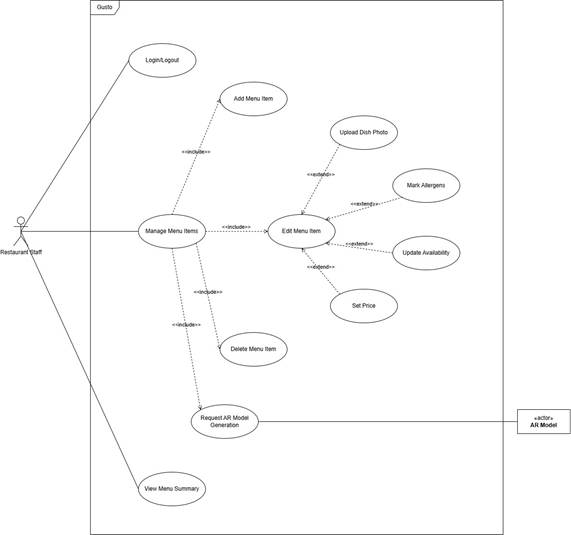 Gusto
Login/Logout
Add Menu Item
Upload Dish Photo
<<include>>
<<extend>>
Mark Allergens
<<extend>>
Restaurant Staff
Manage Menu Items
<<include>>
Edit Menu Item
<<extend>>
Update Availability
<<extend>>
<<include>>
Set Price
<<include>>
Delete Menu Item
Request AR Model
Generation
«actor»
AR Model
View Menu Summary